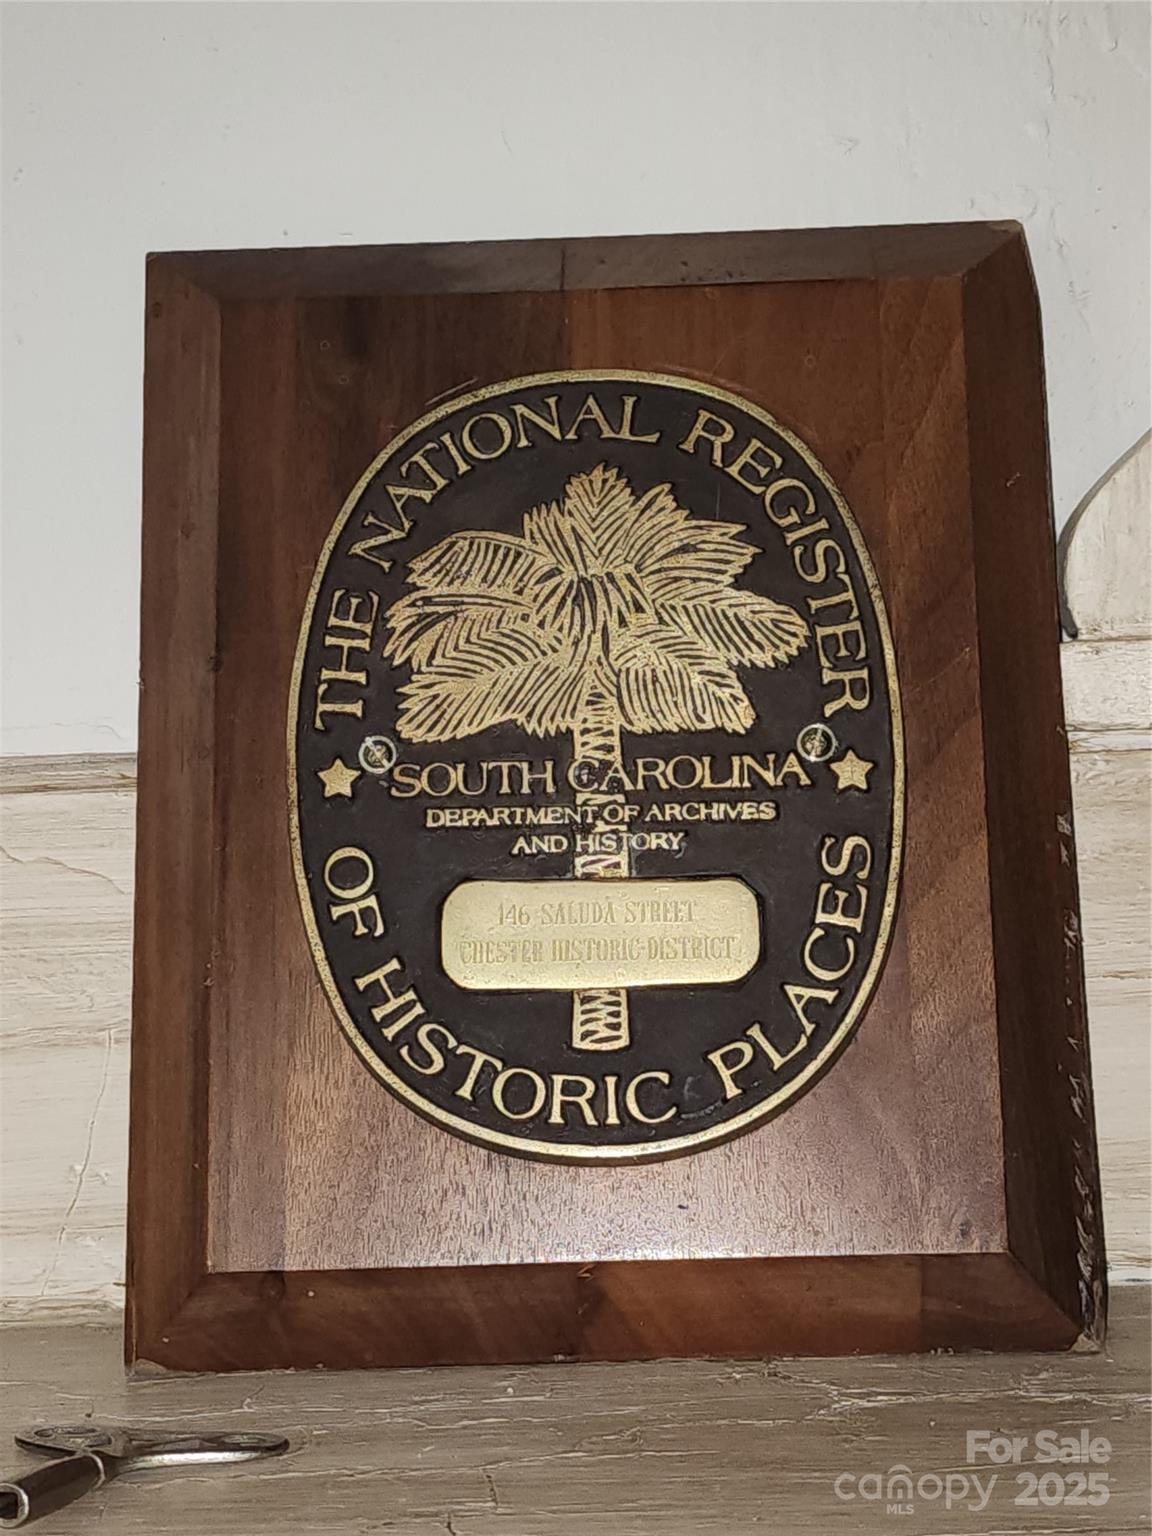 THE NATIONAL REGISTER
SOUTH CAROLINA
DEPARTMENT OF ARCHIVES
AND HISTORY
146 SALUDA STREET
CHESTER HISTORIC DISTRICT
OF HISTORIC PLACES
For Sale
canopy 2025
MLS